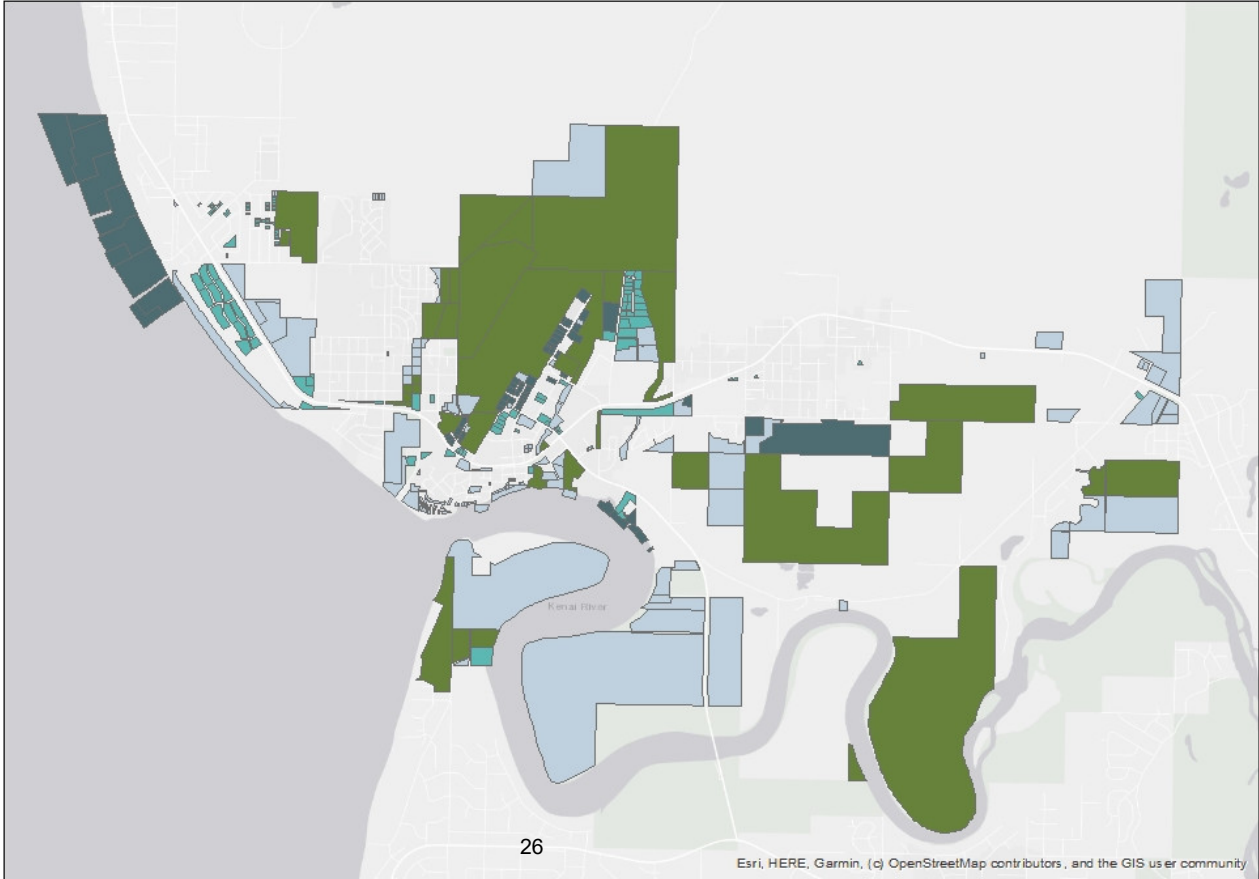 Kenai River
26
Esri, HERE, Garmin, (c) OpenStreetMap contributors, and the GIS user community